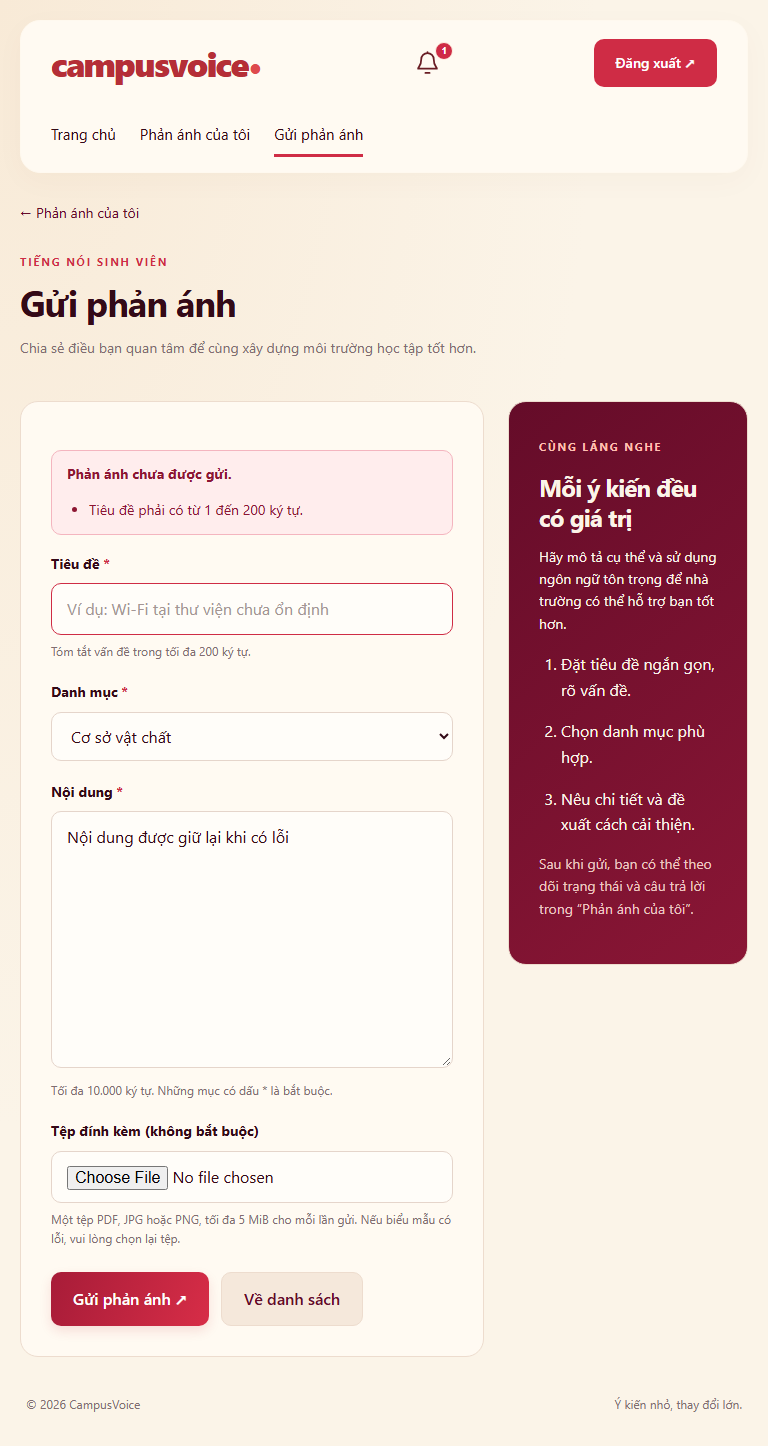 campusvoice
1
Đăng xuất ↗
Trang chủ
Phản ánh của tôi
Gửi phản ánh
← Phản ánh của tôi
TIẾNG NÓI SINH VIÊN
Gửi phản ánh
Chia sẻ điều bạn quan tâm để cùng xây dựng môi trường học tập tốt hơn.
Phản ánh chưa được gửi.
• Tiêu đề phải có từ 1 đến 200 ký tự.
Tiêu đề *
Ví dụ: Wi-Fi tại thư viện chưa ổn định
Tóm tắt vấn đề trong tối đa 200 ký tự.
Danh mục *
Cơ sở vật chất
Nội dung *
Nội dung được giữ lại khi có lỗi
Tối đa 10.000 ký tự. Những mục có dấu * là bắt buộc.
Tệp đính kèm (không bắt buộc)
Choose File No file chosen
Một tệp PDF, JPG hoặc PNG, tối đa 5 MiB cho mỗi lần gửi. Nếu biểu mẫu có
lỗi, vui lòng chọn lại tệp.
Gửi phản ánh ↗
Về danh sách
CÙNG LẮNG NGHE
Mỗi ý kiến đều
có giá trị
Hãy mô tả cụ thể và sử dụng
ngôn ngữ tôn trọng để nhà
trường có thể hỗ trợ bạn tốt
hơn.
1. Đặt tiêu đề ngắn gọn,
rõ vấn đề.
2. Chọn danh mục phù
hợp.
3. Nêu chi tiết và đề
xuất cách cải thiện.
Sau khi gửi, bạn có thể theo
dõi trạng thái và câu trả lời
trong “Phản ánh của tôi”.
© 2026 CampusVoice
Ý kiến nhỏ, thay đổi lớn.